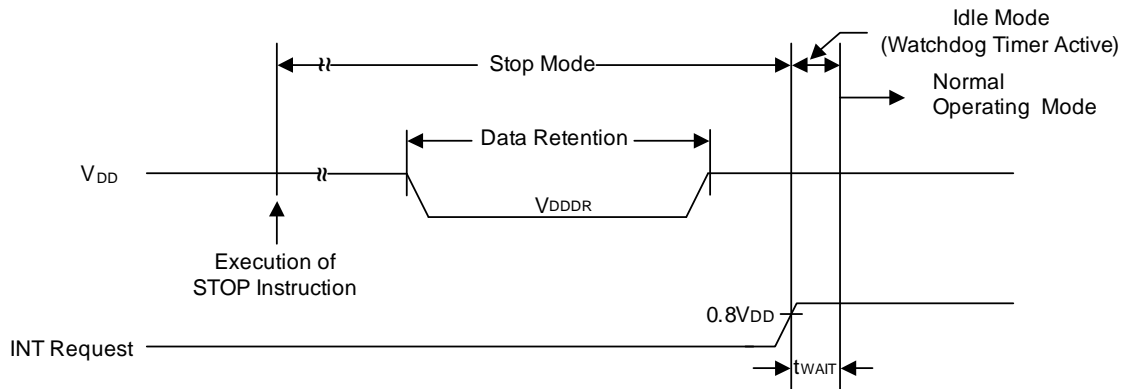 Idle Mode
(Watchdog Timer Active)
Stop Mode
Normal
Operating Mode
Data Retention
VDD
VDDDR
Execution of
STOP Instruction
0.8VDD
INT Request
tWAIT